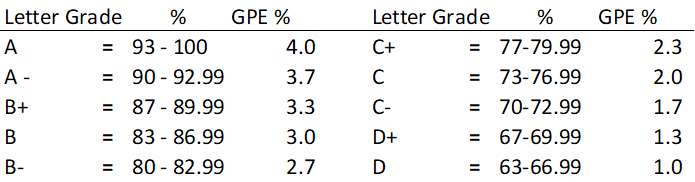 Letter Grade % GPE % Letter Grade % GPE %
A = 93 - 100 4.0 C+ = 77-79.99 2.3
A - = 90 - 92.99 3.7 C = 73-76.99 2.0
B+ = 87 - 89.99 3.3 C- = 70-72.99 1.7
B = 83 - 86.99 3.0 D+ = 67-69.99 1.3
B- = 80 - 82.99 2.7 D = 63-66.99 1.0